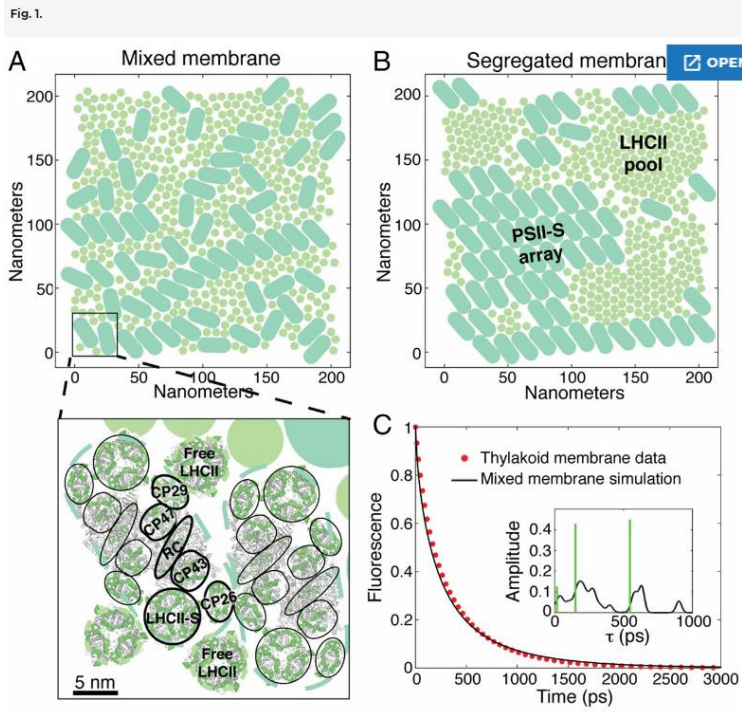 Fig. 1.
A
Mixed membrane
Nanometers
200
150
100
50
0
0
50
100
150
200
Nanometers
B
Segregated membran
OPEN
Nanometers
200
150
100
50
0
LHCII
pool
PSII-S
array
0
50
100
150
200
Nanometers
Free
LHCII
CP29
CP47
RC
CP43
CP26
LHCII-S
Free
LHCII
5 nm
C
Thylakoid membrane data
Mixed membrane simulation
Fluorescence
1
0.8
0.6
0.4
0.2
0
Amplitude
0.4
0.3
0.2
0.1
0
0
500
1000
τ (ps)
0
500
1000
1500
2000
2500
3000
Time (ps)